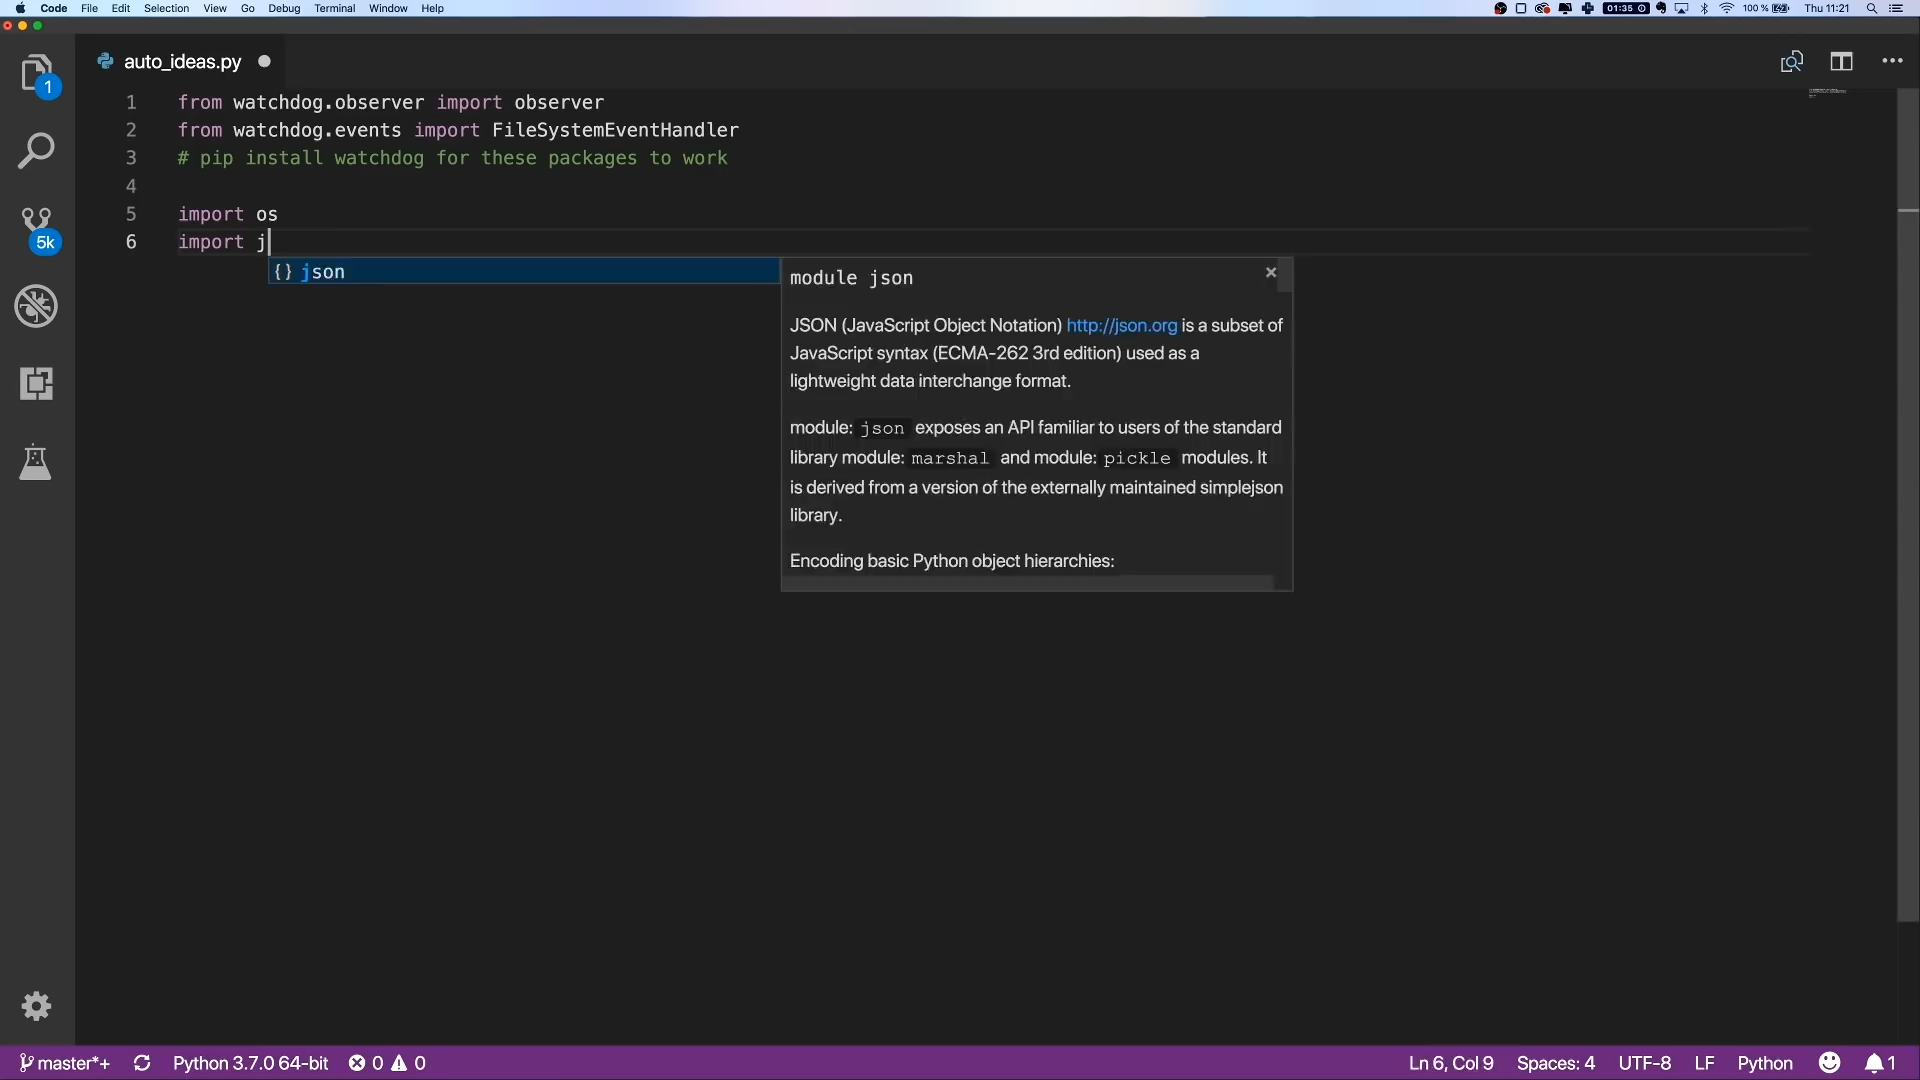 Code File Edit Selection View Go Debug Terminal Window Help 01:35 100 % Thu 11:21
1
auto_ideas.py
1 from watchdog.observer import observer
2 from watchdog.events import FileSystemEventHandler
3 # pip install watchdog for these packages to work
4
5 import os
6 import j
5k
{} json
module json
JSON (JavaScript Object Notation) http://json.org is a subset of
JavaScript syntax (ECMA-262 3rd edition) used as a
lightweight data interchange format.
module: json exposes an API familiar to users of the standard
library module: marshal and module: pickle modules. It
is derived from a version of the externally maintained simplejson
library.
Encoding basic Python object hierarchies:
master*+ Python 3.7.0 64-bit 0 0 Ln 6, Col 9 Spaces: 4 UTF-8 LF Python 1